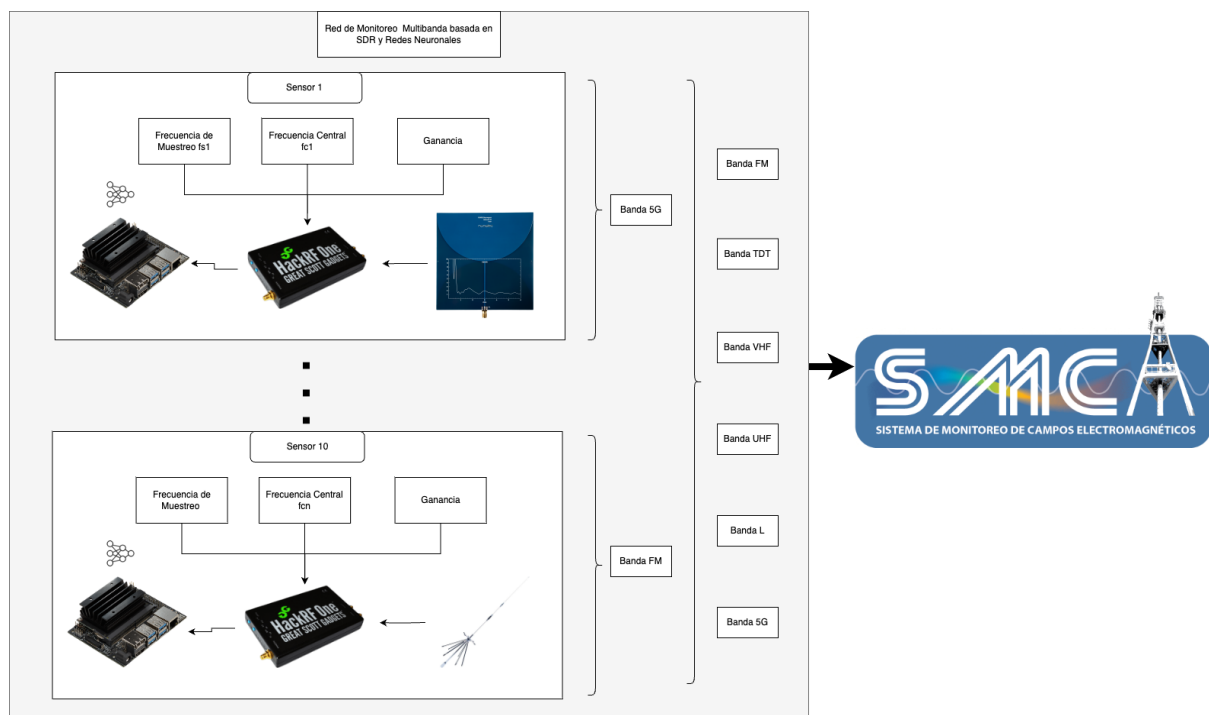 Red de Monitoreo Multibanda basada en
SDR y Redes Neuronales
Sensor 1
Frecuencia de
Muestreo fs1
Frecuencia Central
fc1
Ganancia
HackRF One
GREAT SCOTT GADGETS
Banda 5G
Sensor 10
Frecuencia de
Muestreo
Frecuencia Central
fcn
Ganancia
HackRF One
GREAT SCOTT GADGETS
Banda FM
Banda FM
Banda TDT
Banda VHF
Banda UHF
Banda L
Banda 5G
SMC
SISTEMA DE MONITOREO DE CAMPOS ELECTROMAGNÉTICOS